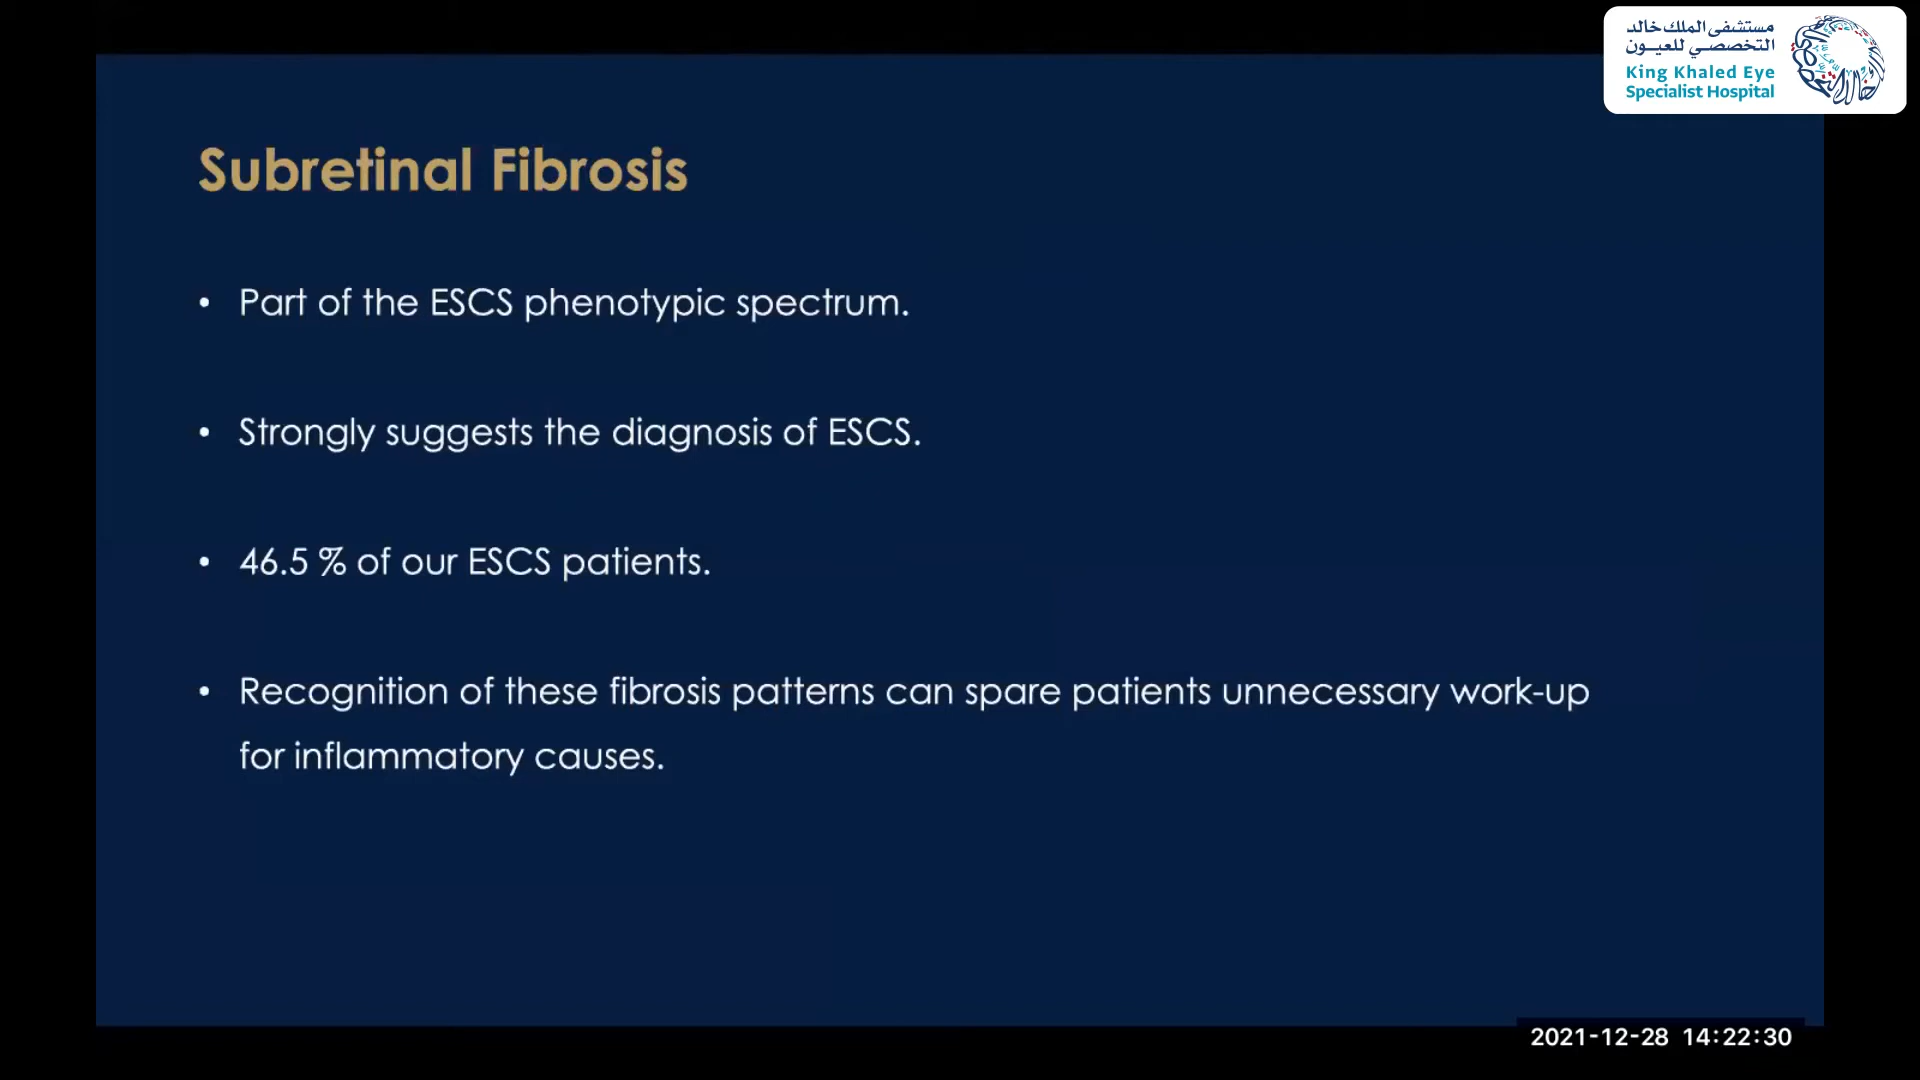 مستشفى الملك خالد
التخصصي للعيون
King Khaled Eye
Specialist Hospital
Subretinal Fibrosis
• Part of the ESCS phenotypic spectrum.
• Strongly suggests the diagnosis of ESCS.
• 46.5 % of our ESCS patients.
• Recognition of these fibrosis patterns can spare patients unnecessary work-up
for inflammatory causes.
2021-12-28 14:22:30